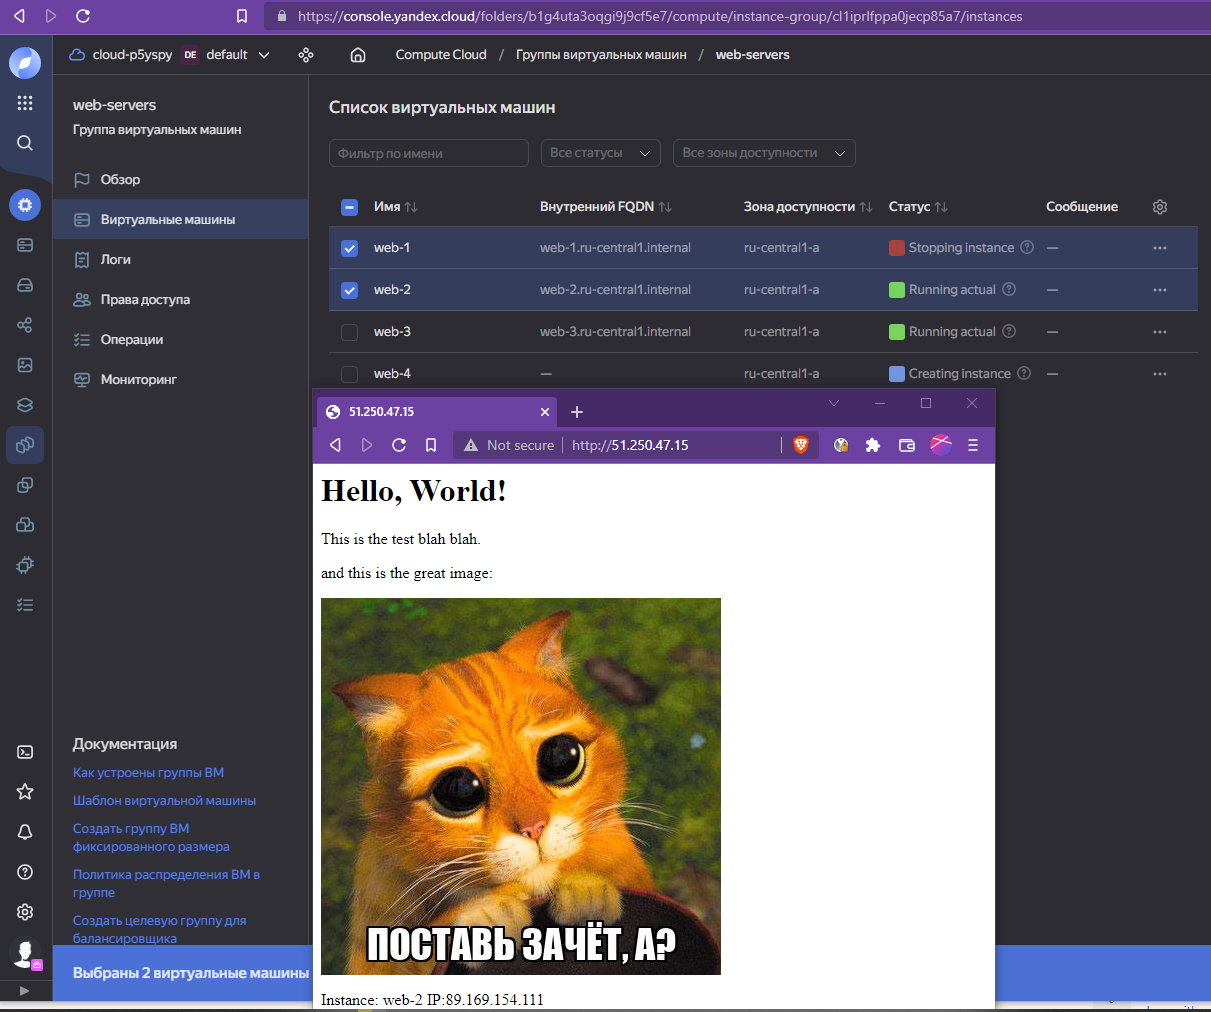 https://console.yandex.cloud/folders/b1g4uta3oqgi9j9cf5e7/compute/instance-group/cl1iprlfppa0jecp85a7/instances
cloud-p5yspy DE default Compute Cloud / Группы виртуальных машин / web-servers
web-servers
Группа виртуальных машин
Обзор
Виртуальные машины
Логи
Права доступа
Операции
Мониторинг
Документация
Как устроены группы ВМ
Шаблон виртуальной машины
Создать группу ВМ
фиксированного размера
Политика распределения ВМ в
группе
Создать целевую группу для
балансировщика
Выбраны 2 виртуальные машины
Список виртуальных машин
Фильтр по имени Все статусы Все зоны доступности
Имя Внутренний FQDN Зона доступности Статус Сообщение
web-1 web-1.ru-central1.internal ru-central1-a Stopping instance —
web-2 web-2.ru-central1.internal ru-central1-a Running actual —
web-3 web-3.ru-central1.internal ru-central1-a Running actual —
web-4 — ru-central1-a Creating instance —
51.250.47.15
Not secure http://51.250.47.15
Hello, World!
This is the test blah blah.
and this is the great image:
ПОСТАВЬ ЗАЧЁТ, А?
Instance: web-2 IP:89.169.154.111